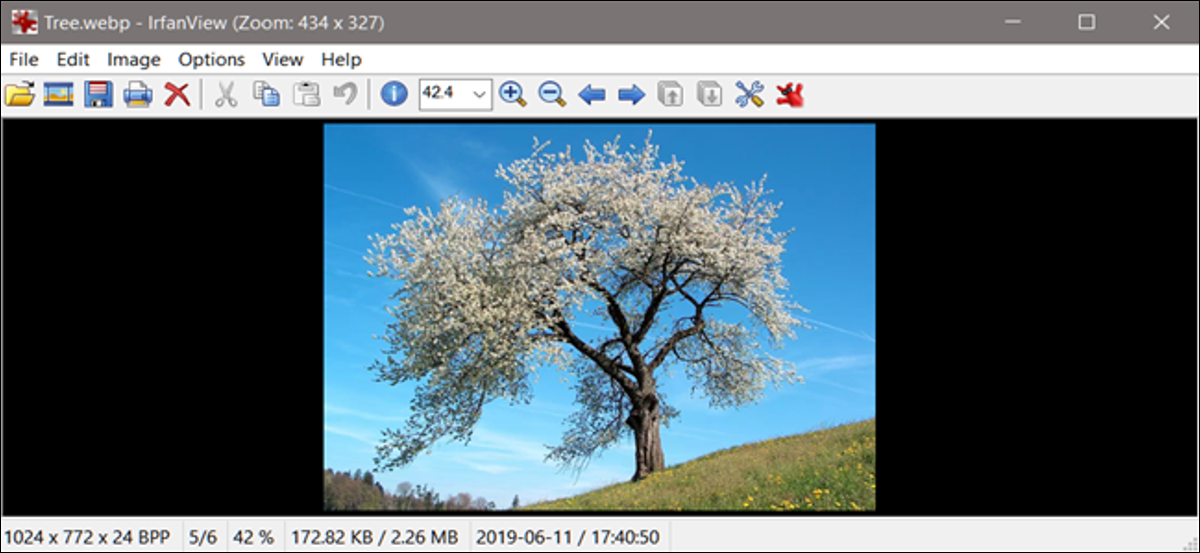 Tree.webp - IrfanView (Zoom: 434 x 327)
File Edit Image Options View Help
42.4
1024 x 772 x 24 BPP 5/6 42 % 172.82 KB / 2.26 MB 2019-06-11 / 17:40:50